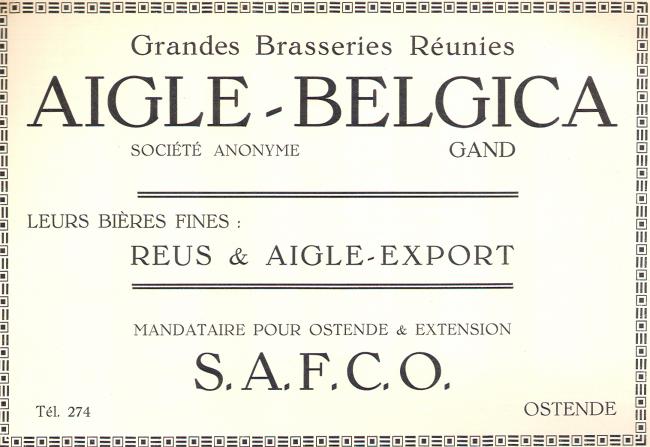 Grandes Brasseries Réunies
AIGLE-BELGICA
SOCIÉTÉ ANONYME GAND
LEURS BIÈRES FINES :
REUS & AIGLE-EXPORT
MANDATAIRE POUR OSTENDE & EXTENSION
S.A.F.C.O.
Tél. 274 OSTENDE